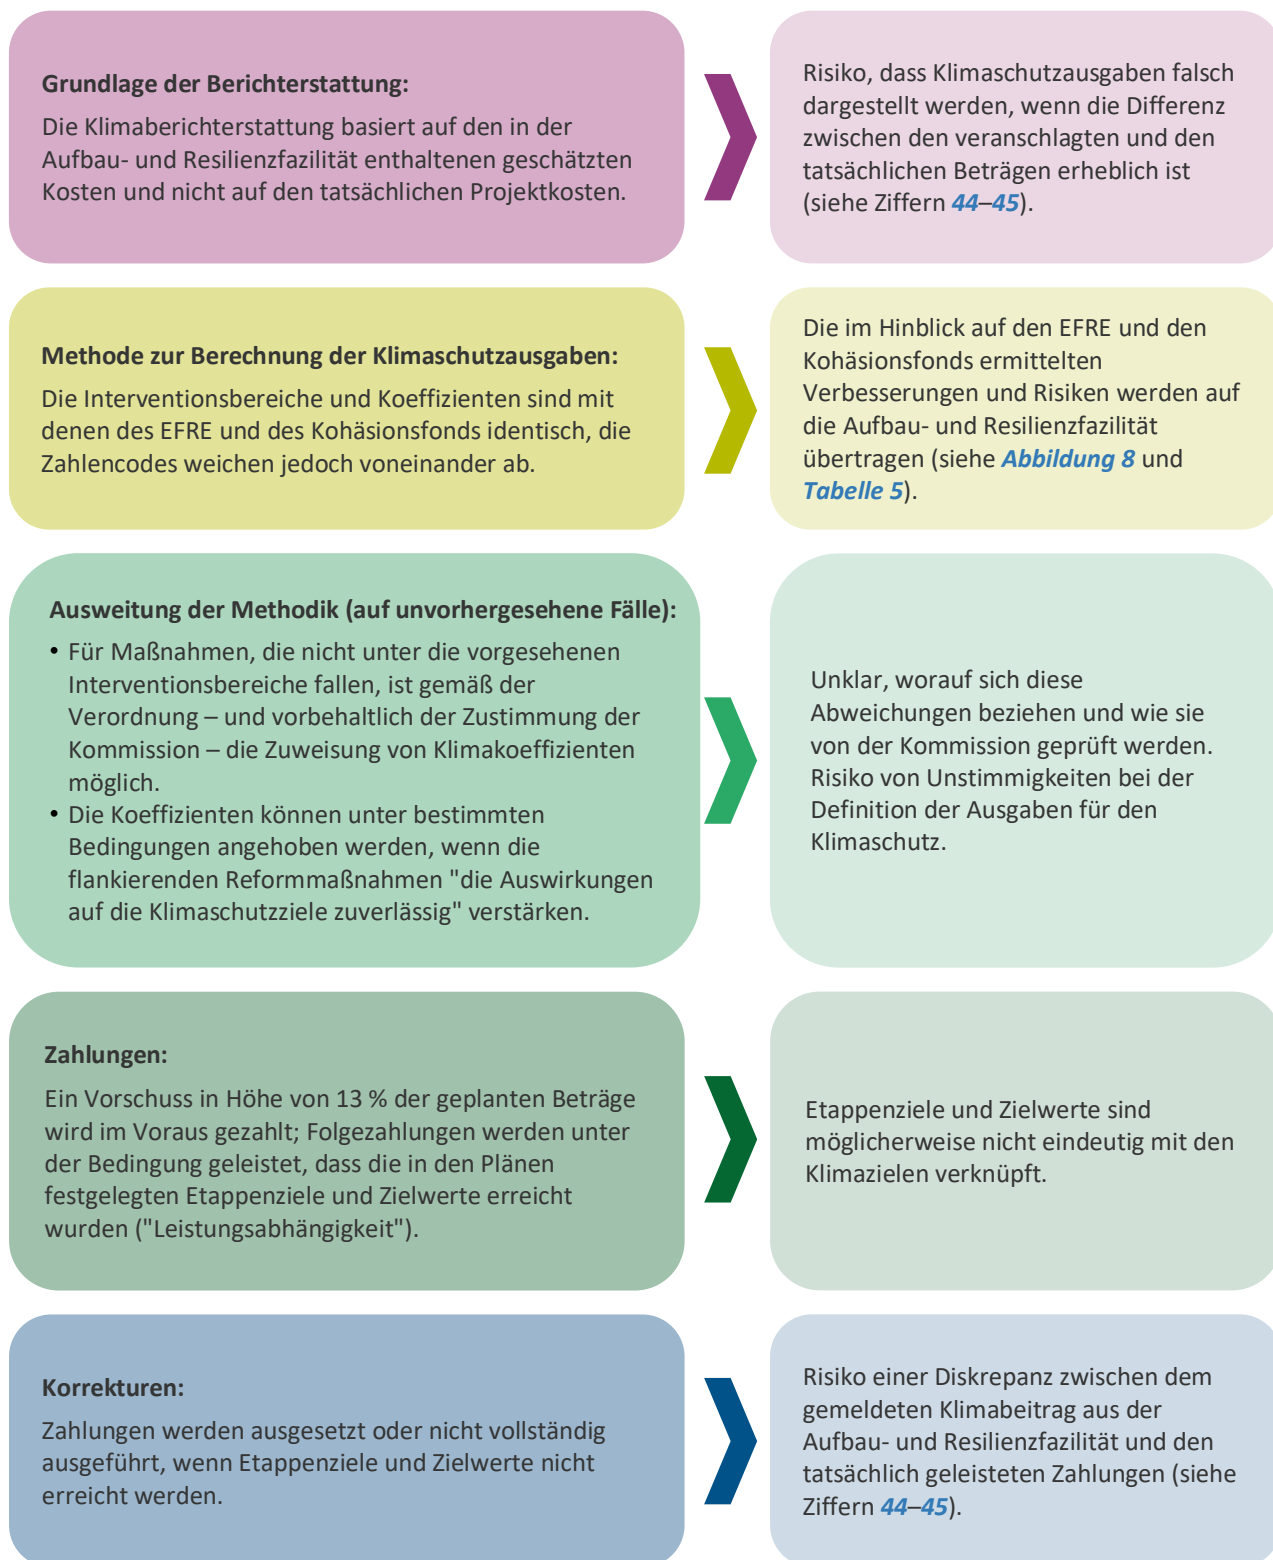 Grundlage der Berichterstattung:
Die Klimaberichterstattung basiert auf den in der
Aufbau- und Resilienzfazilität enthaltenen geschätzten
Kosten und nicht auf den tatsächlichen Projektkosten.
Risiko, dass Klimaschutzausgaben falsch
dargestellt werden, wenn die Differenz
zwischen den veranschlagten und den
tatsächlichen Beträgen erheblich ist
(siehe Ziffern 44–45).
Methode zur Berechnung der Klimaschutzausgaben:
Die Interventionsbereiche und Koeffizienten sind mit
denen des EFRE und des Kohäsionsfonds identisch, die
Zahlencodes weichen jedoch voneinander ab.
Die im Hinblick auf den EFRE und den
Kohäsionsfonds ermittelten
Verbesserungen und Risiken werden auf
die Aufbau- und Resilienzfazilität
übertragen (siehe Abbildung 8 und
Tabelle 5).
Ausweitung der Methodik (auf unvorhergesehene Fälle):
• Für Maßnahmen, die nicht unter die vorgesehenen
Interventionsbereiche fallen, ist gemäß der
Verordnung – und vorbehaltlich der Zustimmung der
Kommission – die Zuweisung von Klimakoeffizienten
möglich.
• Die Koeffizienten können unter bestimmten
Bedingungen angehoben werden, wenn die
flankierenden Reformmaßnahmen "die Auswirkungen
auf die Klimaschutzziele zuverlässig" verstärken.
Unklar, worauf sich diese
Abweichungen beziehen und wie sie
von der Kommission geprüft werden.
Risiko von Unstimmigkeiten bei der
Definition der Ausgaben für den
Klimaschutz.
Zahlungen:
Ein Vorschuss in Höhe von 13 % der geplanten Beträge
wird im Voraus gezahlt; Folgezahlungen werden unter
der Bedingung geleistet, dass die in den Plänen
festgelegten Etappenziele und Zielwerte erreicht
wurden ("Leistungsabhängigkeit").
Etappenziele und Zielwerte sind
möglicherweise nicht eindeutig mit den
Klimazielen verknüpft.
Korrekturen:
Zahlungen werden ausgesetzt oder nicht vollständig
ausgeführt, wenn Etappenziele und Zielwerte nicht
erreicht werden.
Risiko einer Diskrepanz zwischen dem
gemeldeten Klimabeitrag aus der
Aufbau- und Resilienzfazilität und den
tatsächlich geleisteten Zahlungen (siehe
Ziffern 44–45).